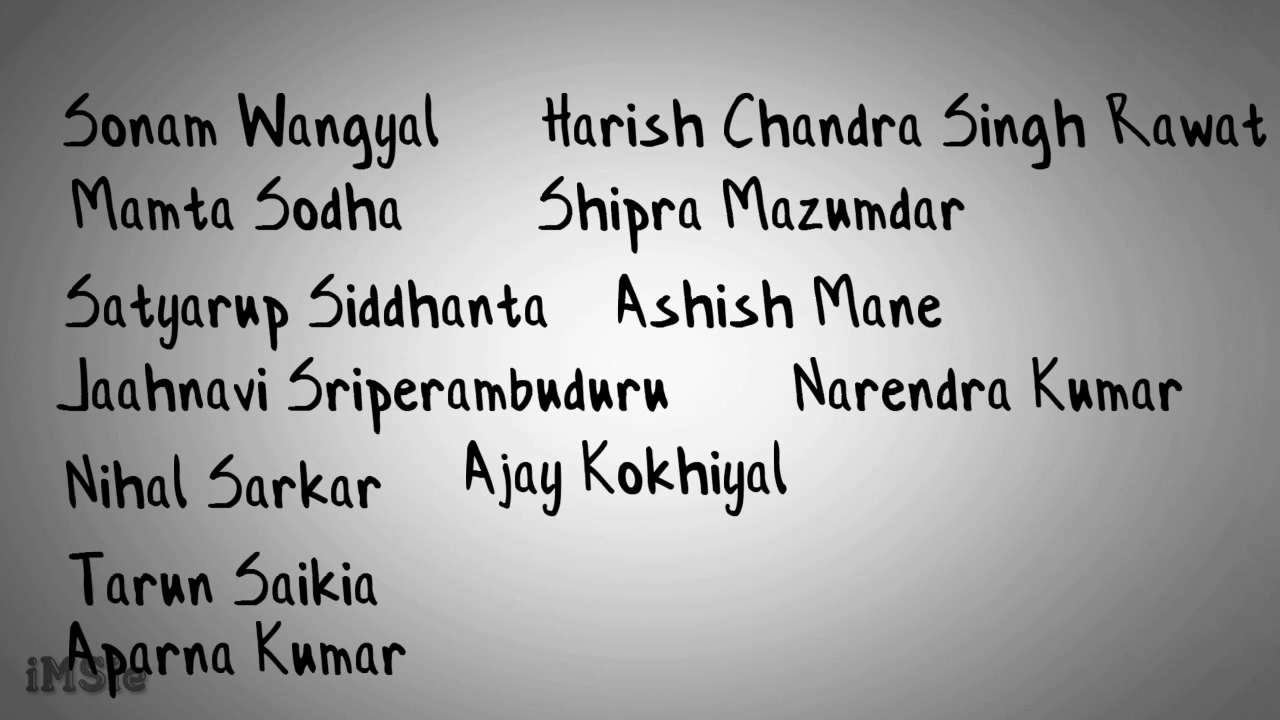 Sonam Wangyal Harish Chandra Singh Rawat
Mamta Sodha Shipra Mazumdar
Satyarup Siddhanta Ashish Mane
Jaahnavi Sriperambuduru Narendra Kumar
Nihal Sarkar Ajay Kokhiyal
Tarun Saikia
Aparna Kumar